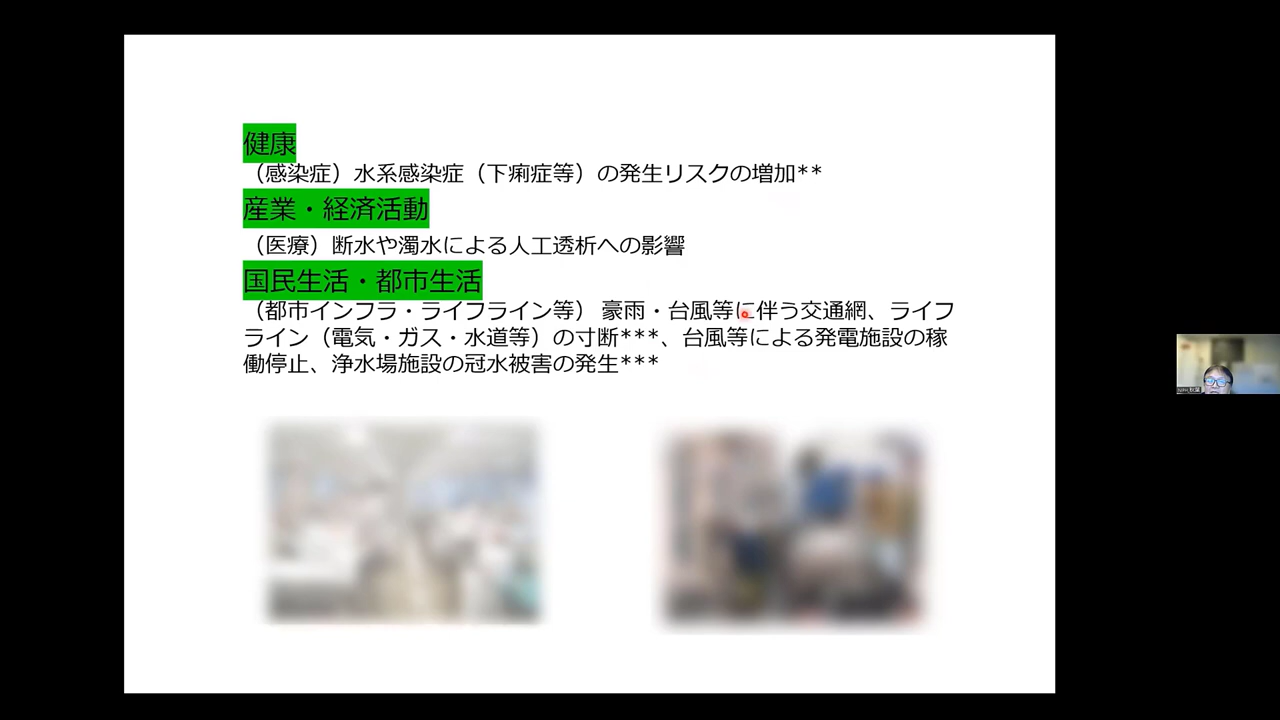 健康
（感染症）水系感染症（下痢症等）の発生リスクの増加**
産業・経済活動
（医療）断水や濁水による人工透析への影響
国民生活・都市生活
（都市インフラ・ライフライン等） 豪雨・台風等に伴う交通網、ライフ
ライン（電気・ガス・水道等）の寸断***、台風等による発電施設の稼
働停止、浄水場施設の冠水被害の発生***